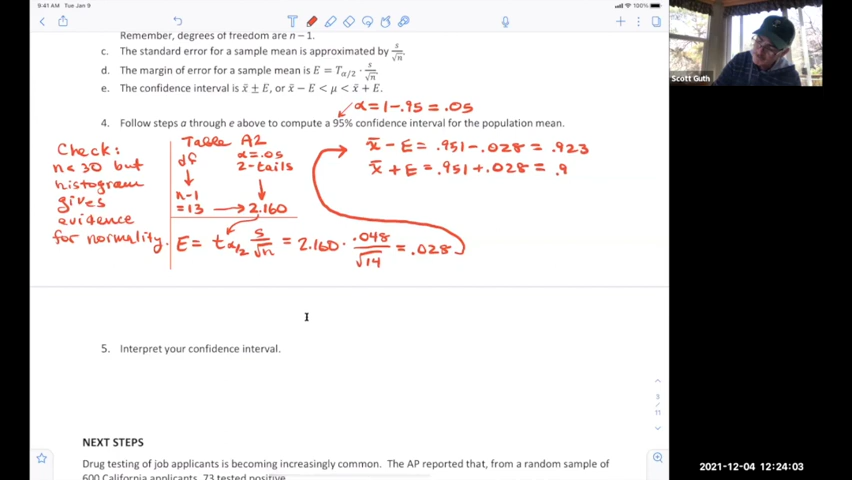 9:41 AM Tue Jan 9
100%
Remember, degrees of freedom are n − 1.
c. The standard error for a sample mean is approximated by s/√n.
d. The margin of error for a sample mean is E = Tα/2 · s/√n.
e. The confidence interval is x̄ ± E, or x̄ − E < μ < x̄ + E.
α = 1 - .95 = .05
4. Follow steps a through e above to compute a 95% confidence interval for the population mean.
Check:
n < 30 but
histogram
gives
evidence
for normality.
Table A2
df
α = .05
2-tails
n-1
= 13 → 2.160
E = tα/2 s/√n = 2.160 · .048/√14 = .028
x̄ - E = .951 - .028 = .923
x̄ + E = .951 + .028 = .9
5. Interpret your confidence interval.
NEXT STEPS
Drug testing of job applicants is becoming increasingly common. The AP reported that, from a random sample of
600 California applicants, 73 tested positive
3
/
11
Scott Guth
2021-12-04 12:24:03